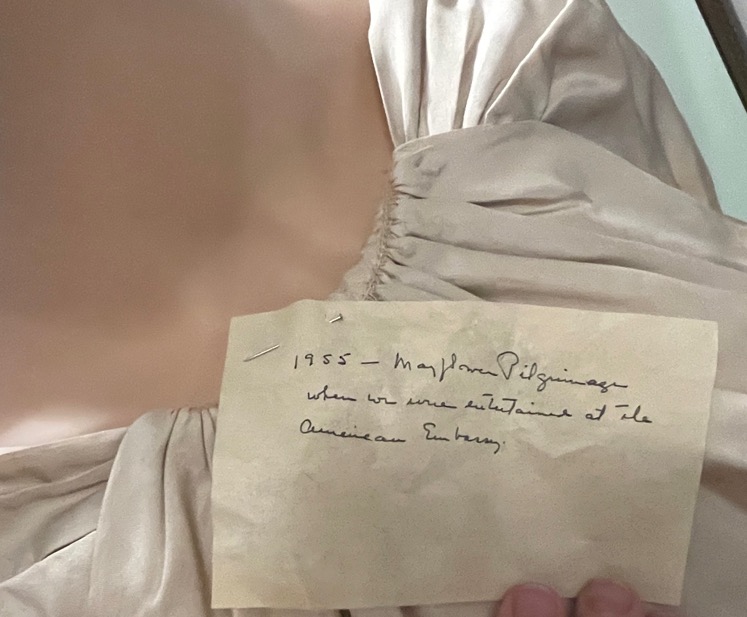 1955 — Mayflower Pilgrimage
when we were entertained at the
American Embassy.